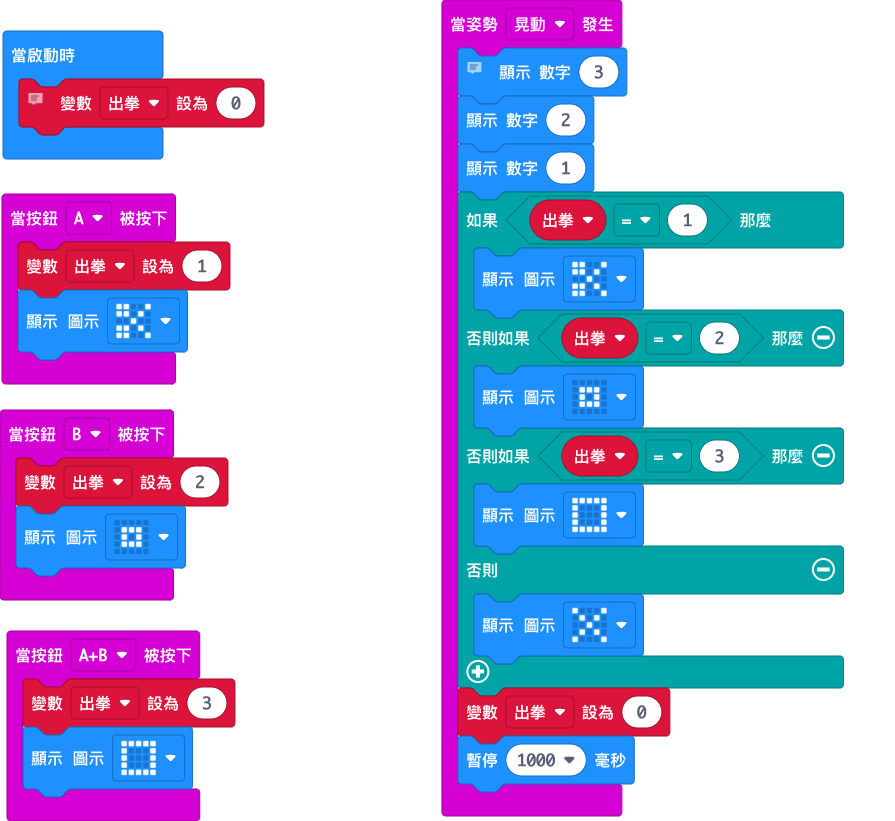 當啟動時
變數 出拳 設為 0
當按鈕 A 被按下
變數 出拳 設為 1
顯示 圖示
當按鈕 B 被按下
變數 出拳 設為 2
顯示 圖示
當按鈕 A+B 被按下
變數 出拳 設為 3
顯示 圖示
當姿勢 晃動 發生
顯示 數字 3
顯示 數字 2
顯示 數字 1
如果 出拳 = 1 那麼
顯示 圖示
否則如果 出拳 = 2 那麼
顯示 圖示
否則如果 出拳 = 3 那麼
顯示 圖示
否則
顯示 圖示
變數 出拳 設為 0
暫停 1000 毫秒